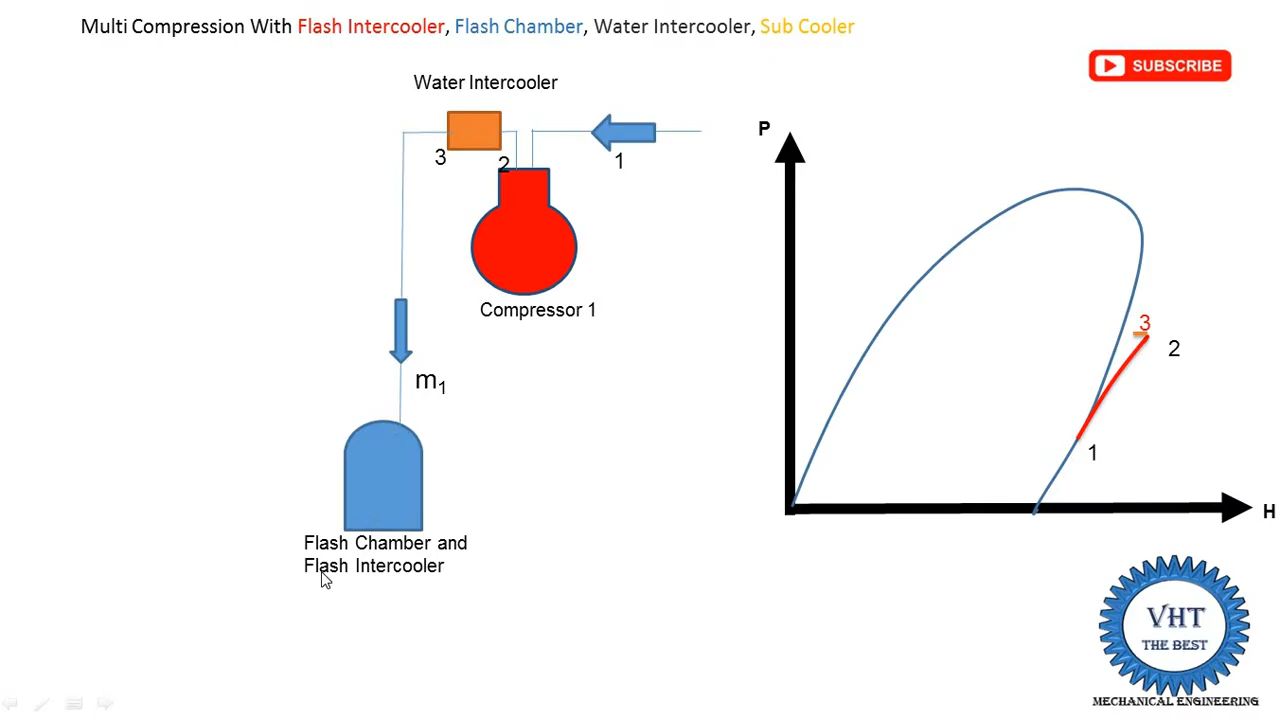 Multi Compression With Flash Intercooler, Flash Chamber, Water Intercooler, Sub Cooler
SUBSCRIBE
Water Intercooler
3
2
1
Compressor 1
m1
Flash Chamber and
Flash Intercooler
P
3
2
1
H
VHT
THE BEST
MECHANICAL ENGINEERING